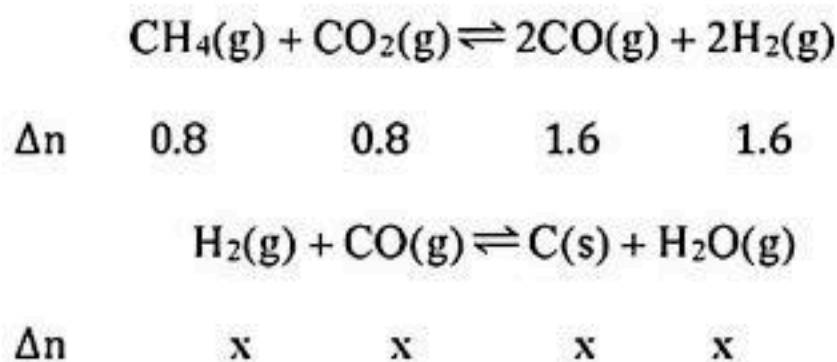 CH₄(g) + CO₂(g)⇌2CO(g) + 2H₂(g)
Δn 0.8 0.8 1.6 1.6
H₂(g) + CO(g)⇌C(s) + H₂O(g)
Δn x x x x